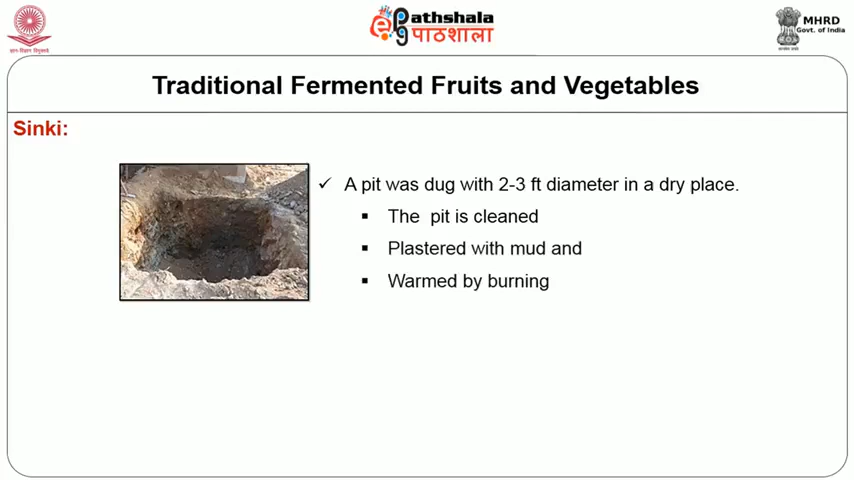 ePathshala
पाठशाला
MHRD
Govt. of India
Traditional Fermented Fruits and Vegetables
Sinki:
A pit was dug with 2-3 ft diameter in a dry place.
The pit is cleaned
Plastered with mud and
Warmed by burning